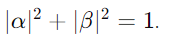 |α|² + |β|² = 1.